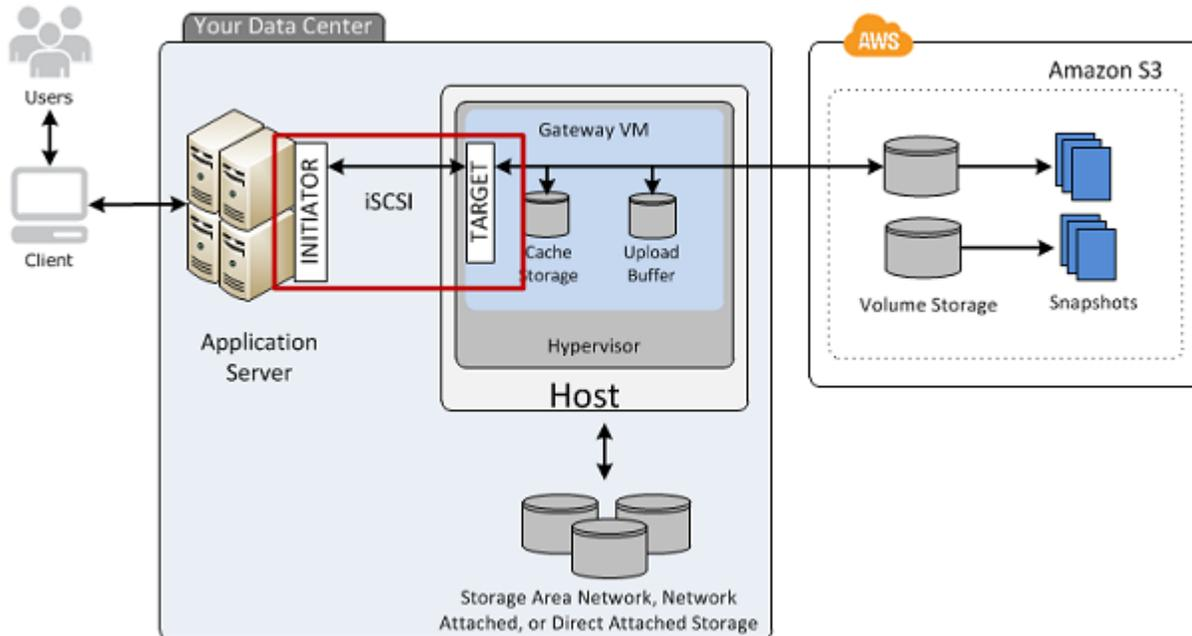 Your Data Center
AWS
Amazon S3
Users
Client
INITIATOR
iSCSI
TARGET
Gateway VM
Cache
Storage
Upload
Buffer
Hypervisor
Host
Application
Server
Volume Storage
Snapshots
Storage Area Network, Network
Attached, or Direct Attached Storage